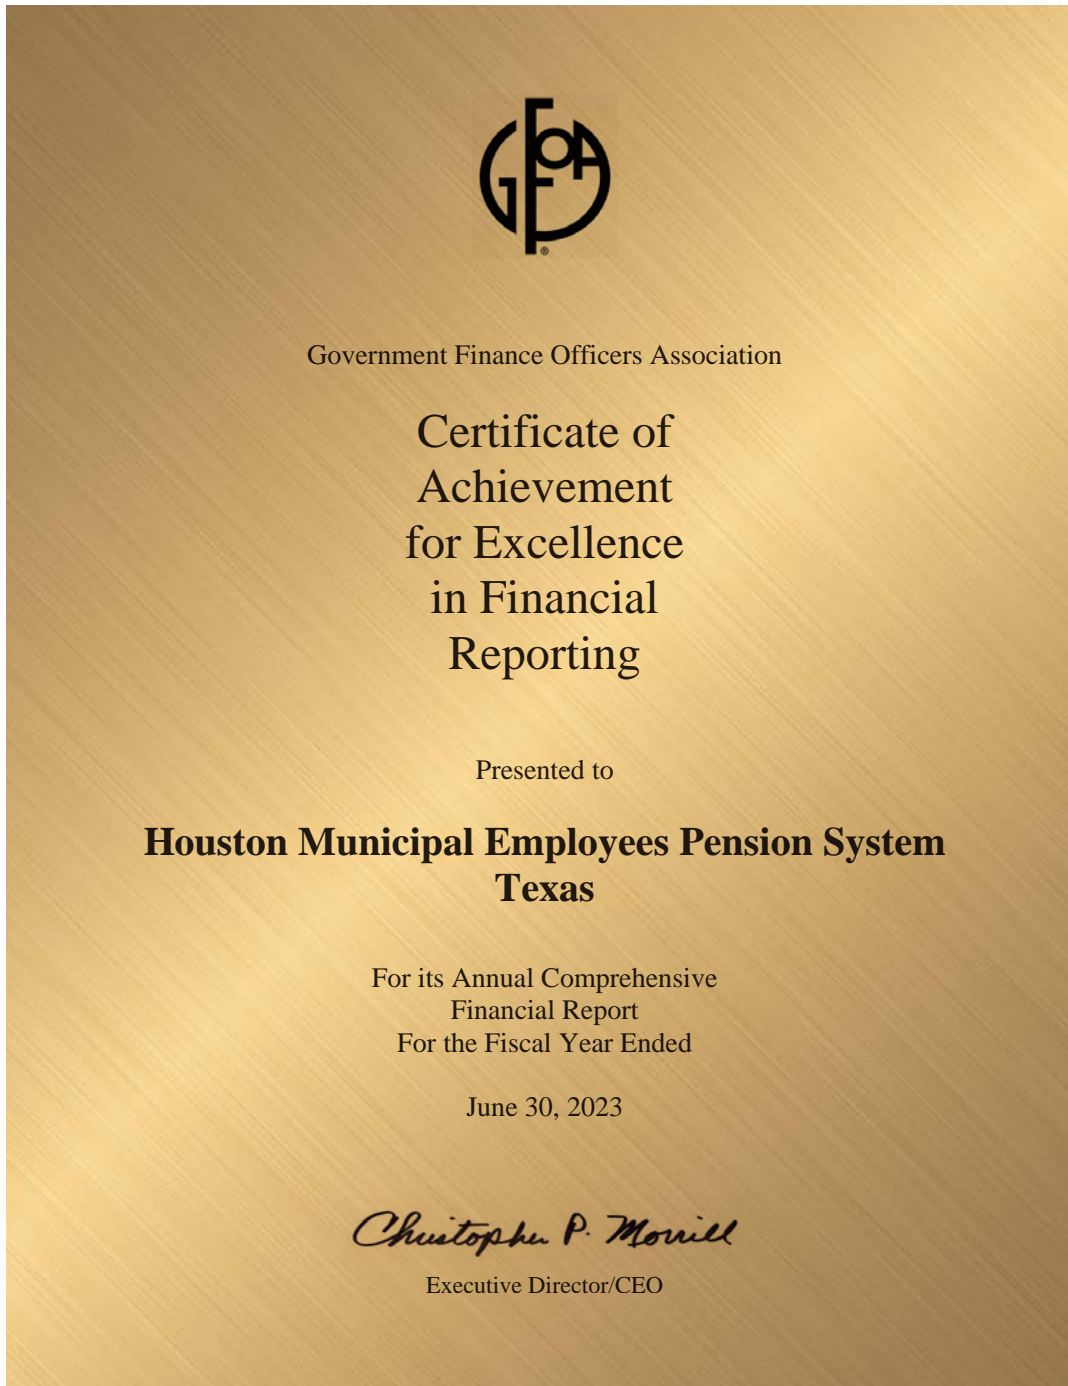 GFOA
®
Government Finance Officers Association
Certificate of
Achievement
for Excellence
in Financial
Reporting
Presented to
Houston Municipal Employees Pension System
Texas
For its Annual Comprehensive
Financial Report
For the Fiscal Year Ended
June 30, 2023
Christopher P. Morrill
Executive Director/CEO